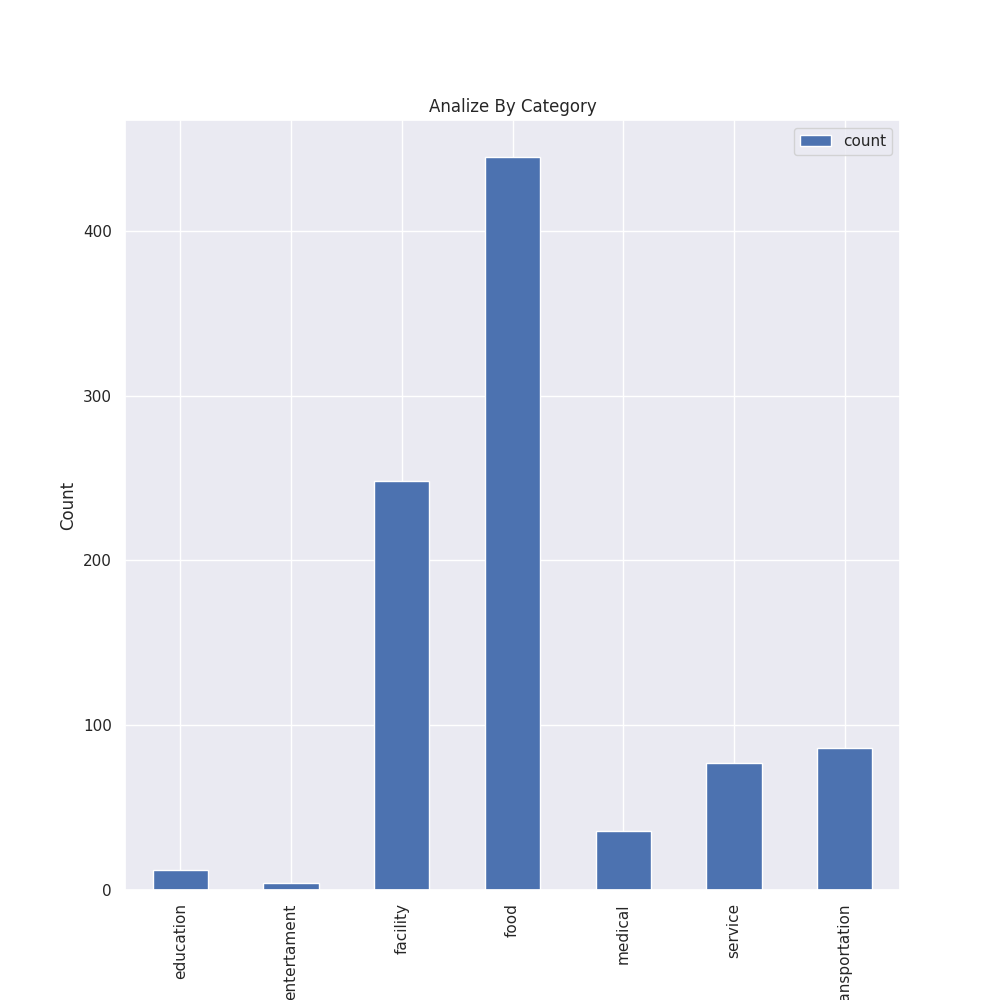 Analize By Category
count
Count
400
300
200
100
0
education
entertament
facility
food
medical
service
ansportation